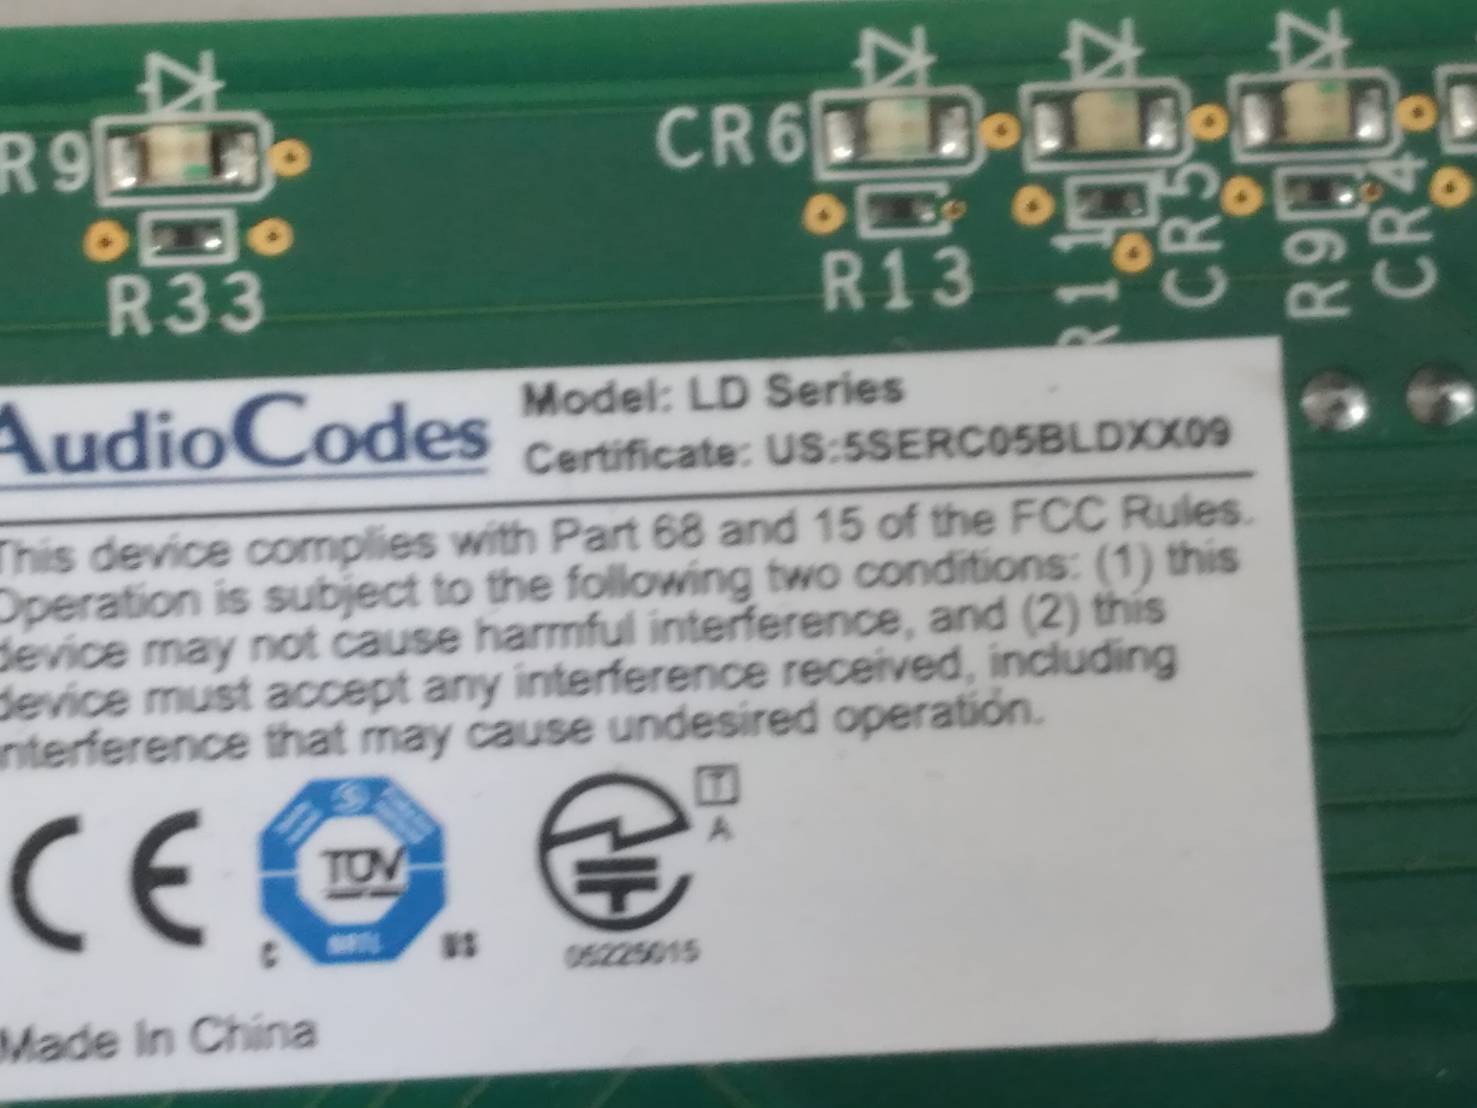 R9
CR6
R33
R13
R11
CR5
R9
CR4
AudioCodes
Model: LD Series
Certificate: US:5SERC05BLDXX09
This device complies with Part 68 and 15 of the FCC Rules.
Operation is subject to the following two conditions: (1) this
device may not cause harmful interference, and (2) this
device must accept any interference received, including
interference that may cause undesired operation.
CE
TÜV
C
US
T
A
05225015
Made In China